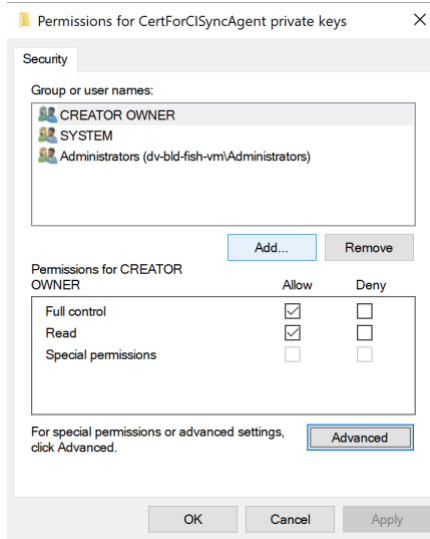 Permissions for CertForCISyncAgent private keys
Security
Group or user names:
CREATOR OWNER
SYSTEM
Administrators (dv-bld-fish-vm\Administrators)
Add...
Remove
Permissions for CREATOR
OWNER
Allow
Deny
Full control
Read
Special permissions
For special permissions or advanced settings,
click Advanced.
Advanced
OK
Cancel
Apply